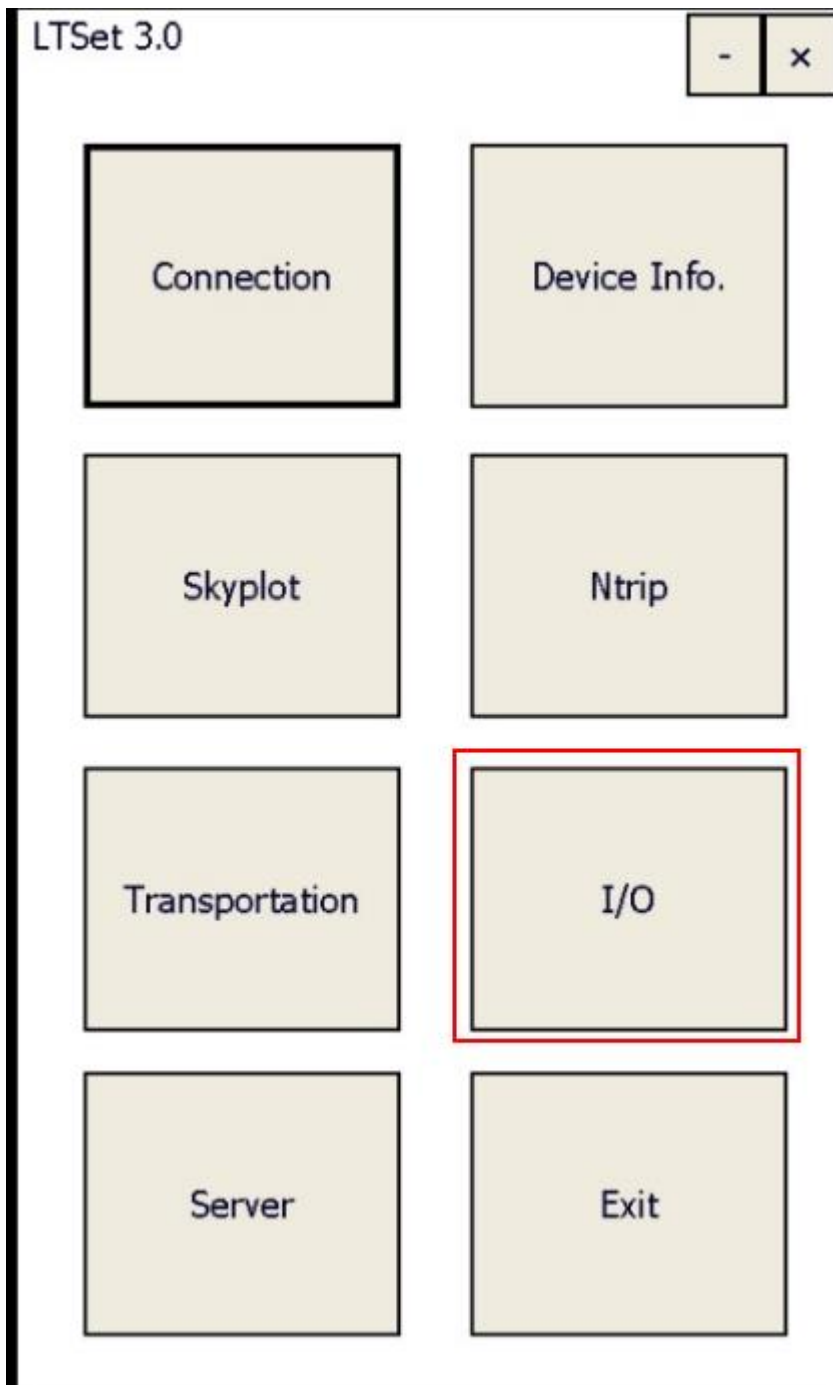 LTSet 3.0
- ×
Connection
Device Info.
Skyplot
Ntrip
Transportation
I/O
Server
Exit